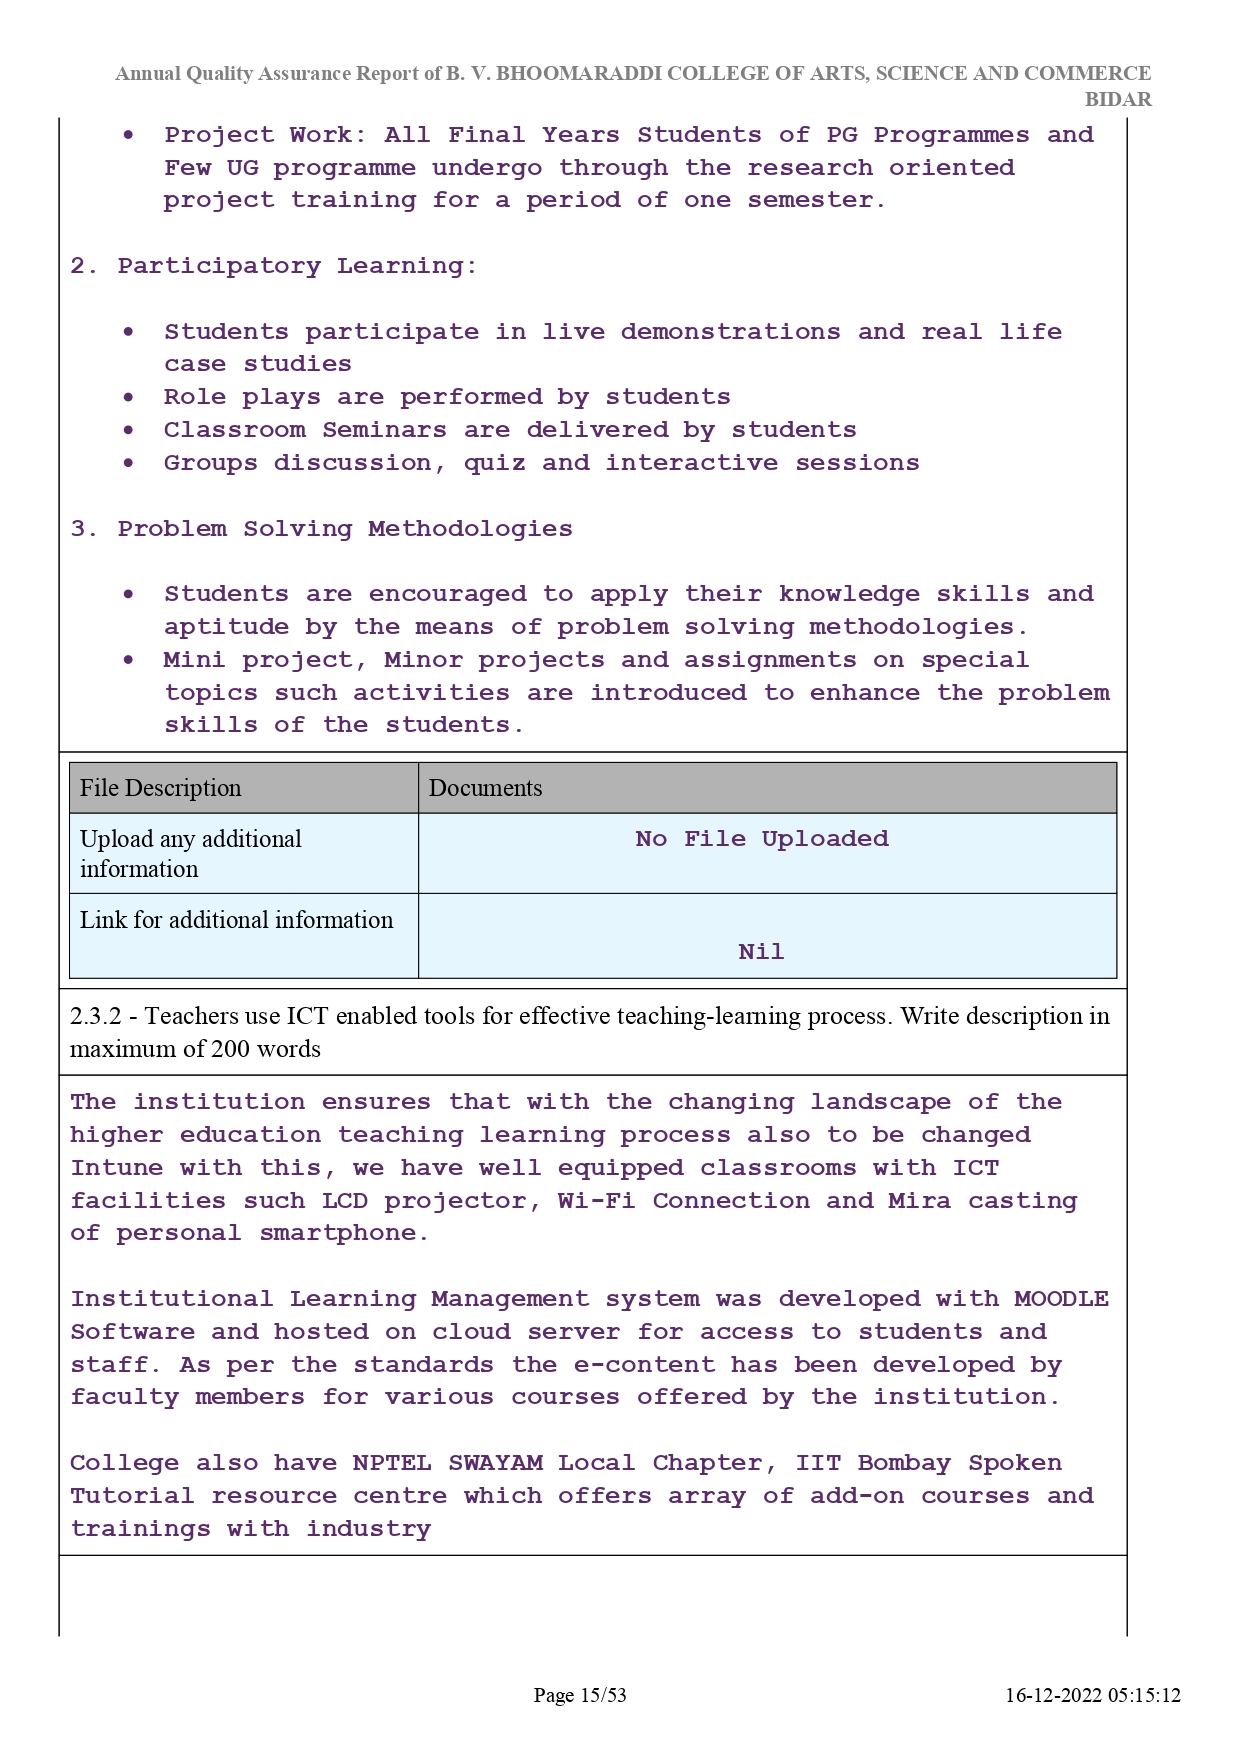 Annual Quality Assurance Report of B. V. BHOOMARADDI COLLEGE OF ARTS, SCIENCE AND COMMERCE
BIDAR
• Project Work: All Final Years Students of PG Programmes and
Few UG programme undergo through the research oriented
project training for a period of one semester.
2. Participatory Learning:
• Students participate in live demonstrations and real life
case studies
• Role plays are performed by students
• Classroom Seminars are delivered by students
• Groups discussion, quiz and interactive sessions
3. Problem Solving Methodologies
• Students are encouraged to apply their knowledge skills and
aptitude by the means of problem solving methodologies.
• Mini project, Minor projects and assignments on special
topics such activities are introduced to enhance the problem
skills of the students.
File Description Documents
Upload any additional No File Uploaded
information
Link for additional information
Nil
2.3.2 - Teachers use ICT enabled tools for effective teaching-learning process. Write description in
maximum of 200 words
The institution ensures that with the changing landscape of the
higher education teaching learning process also to be changed
Intune with this, we have well equipped classrooms with ICT
facilities such LCD projector, Wi-Fi Connection and Mira casting
of personal smartphone.
Institutional Learning Management system was developed with MOODLE
Software and hosted on cloud server for access to students and
staff. As per the standards the e-content has been developed by
faculty members for various courses offered by the institution.
College also have NPTEL SWAYAM Local Chapter, IIT Bombay Spoken
Tutorial resource centre which offers array of add-on courses and
trainings with industry
Page 15/53 16-12-2022 05:15:12